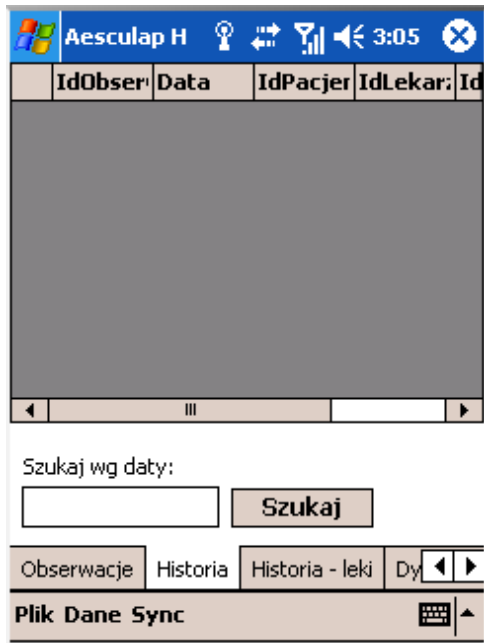 Aesculap H 3:05
IdObser Data IdPacjer IdLekar Id
Szukaj wg daty:
Szukaj
Obserwacje Historia Historia - leki Dy
Plik Dane Sync